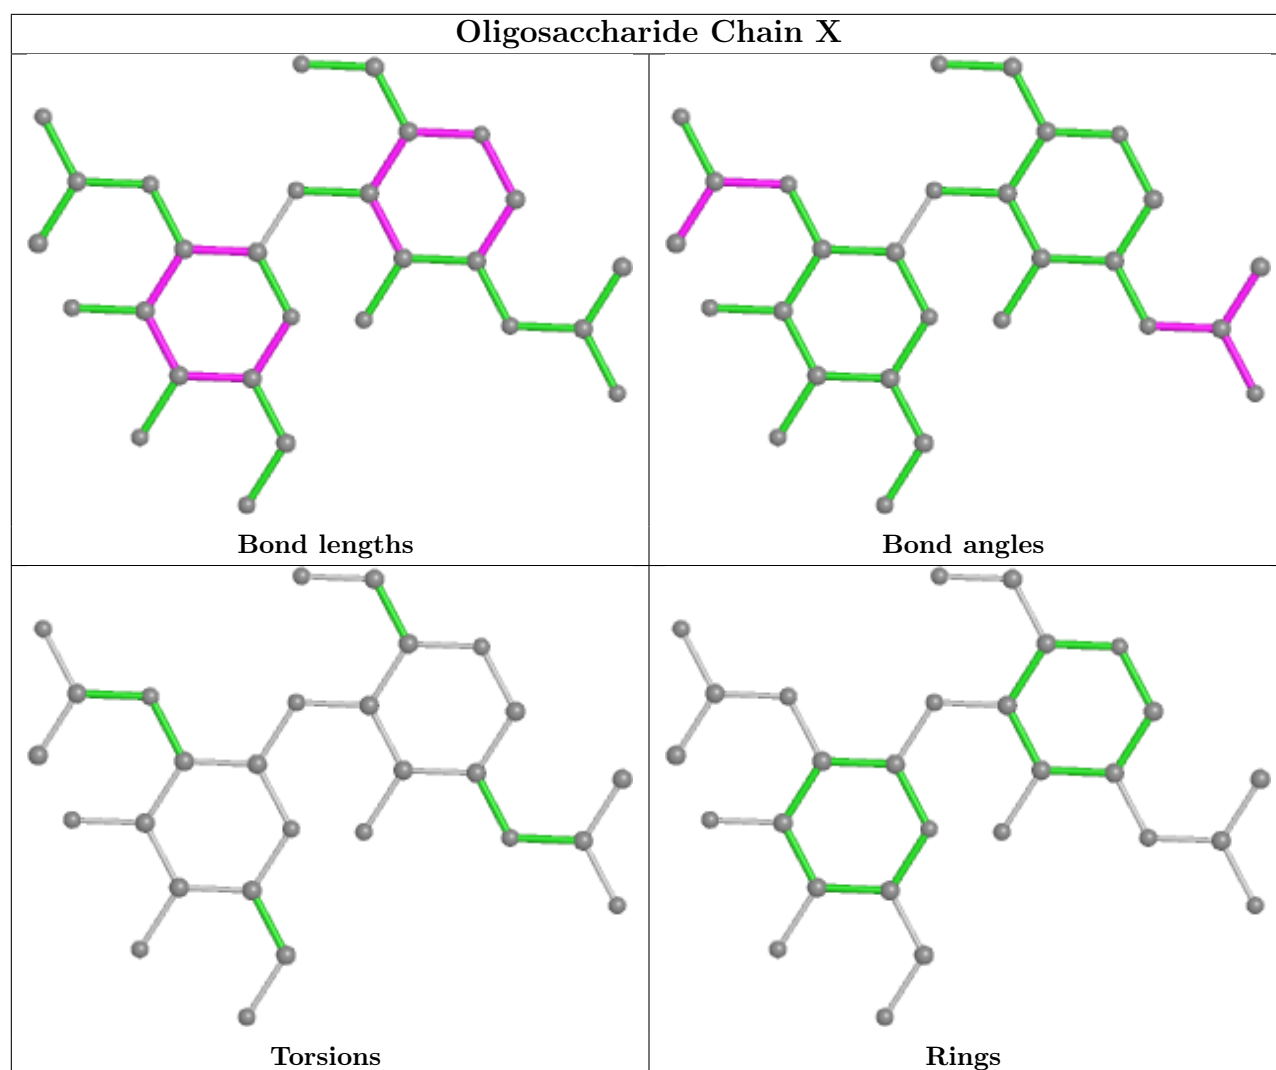 Oligosaccharide Chain X
Bond lengths
Bond angles
Torsions
Rings